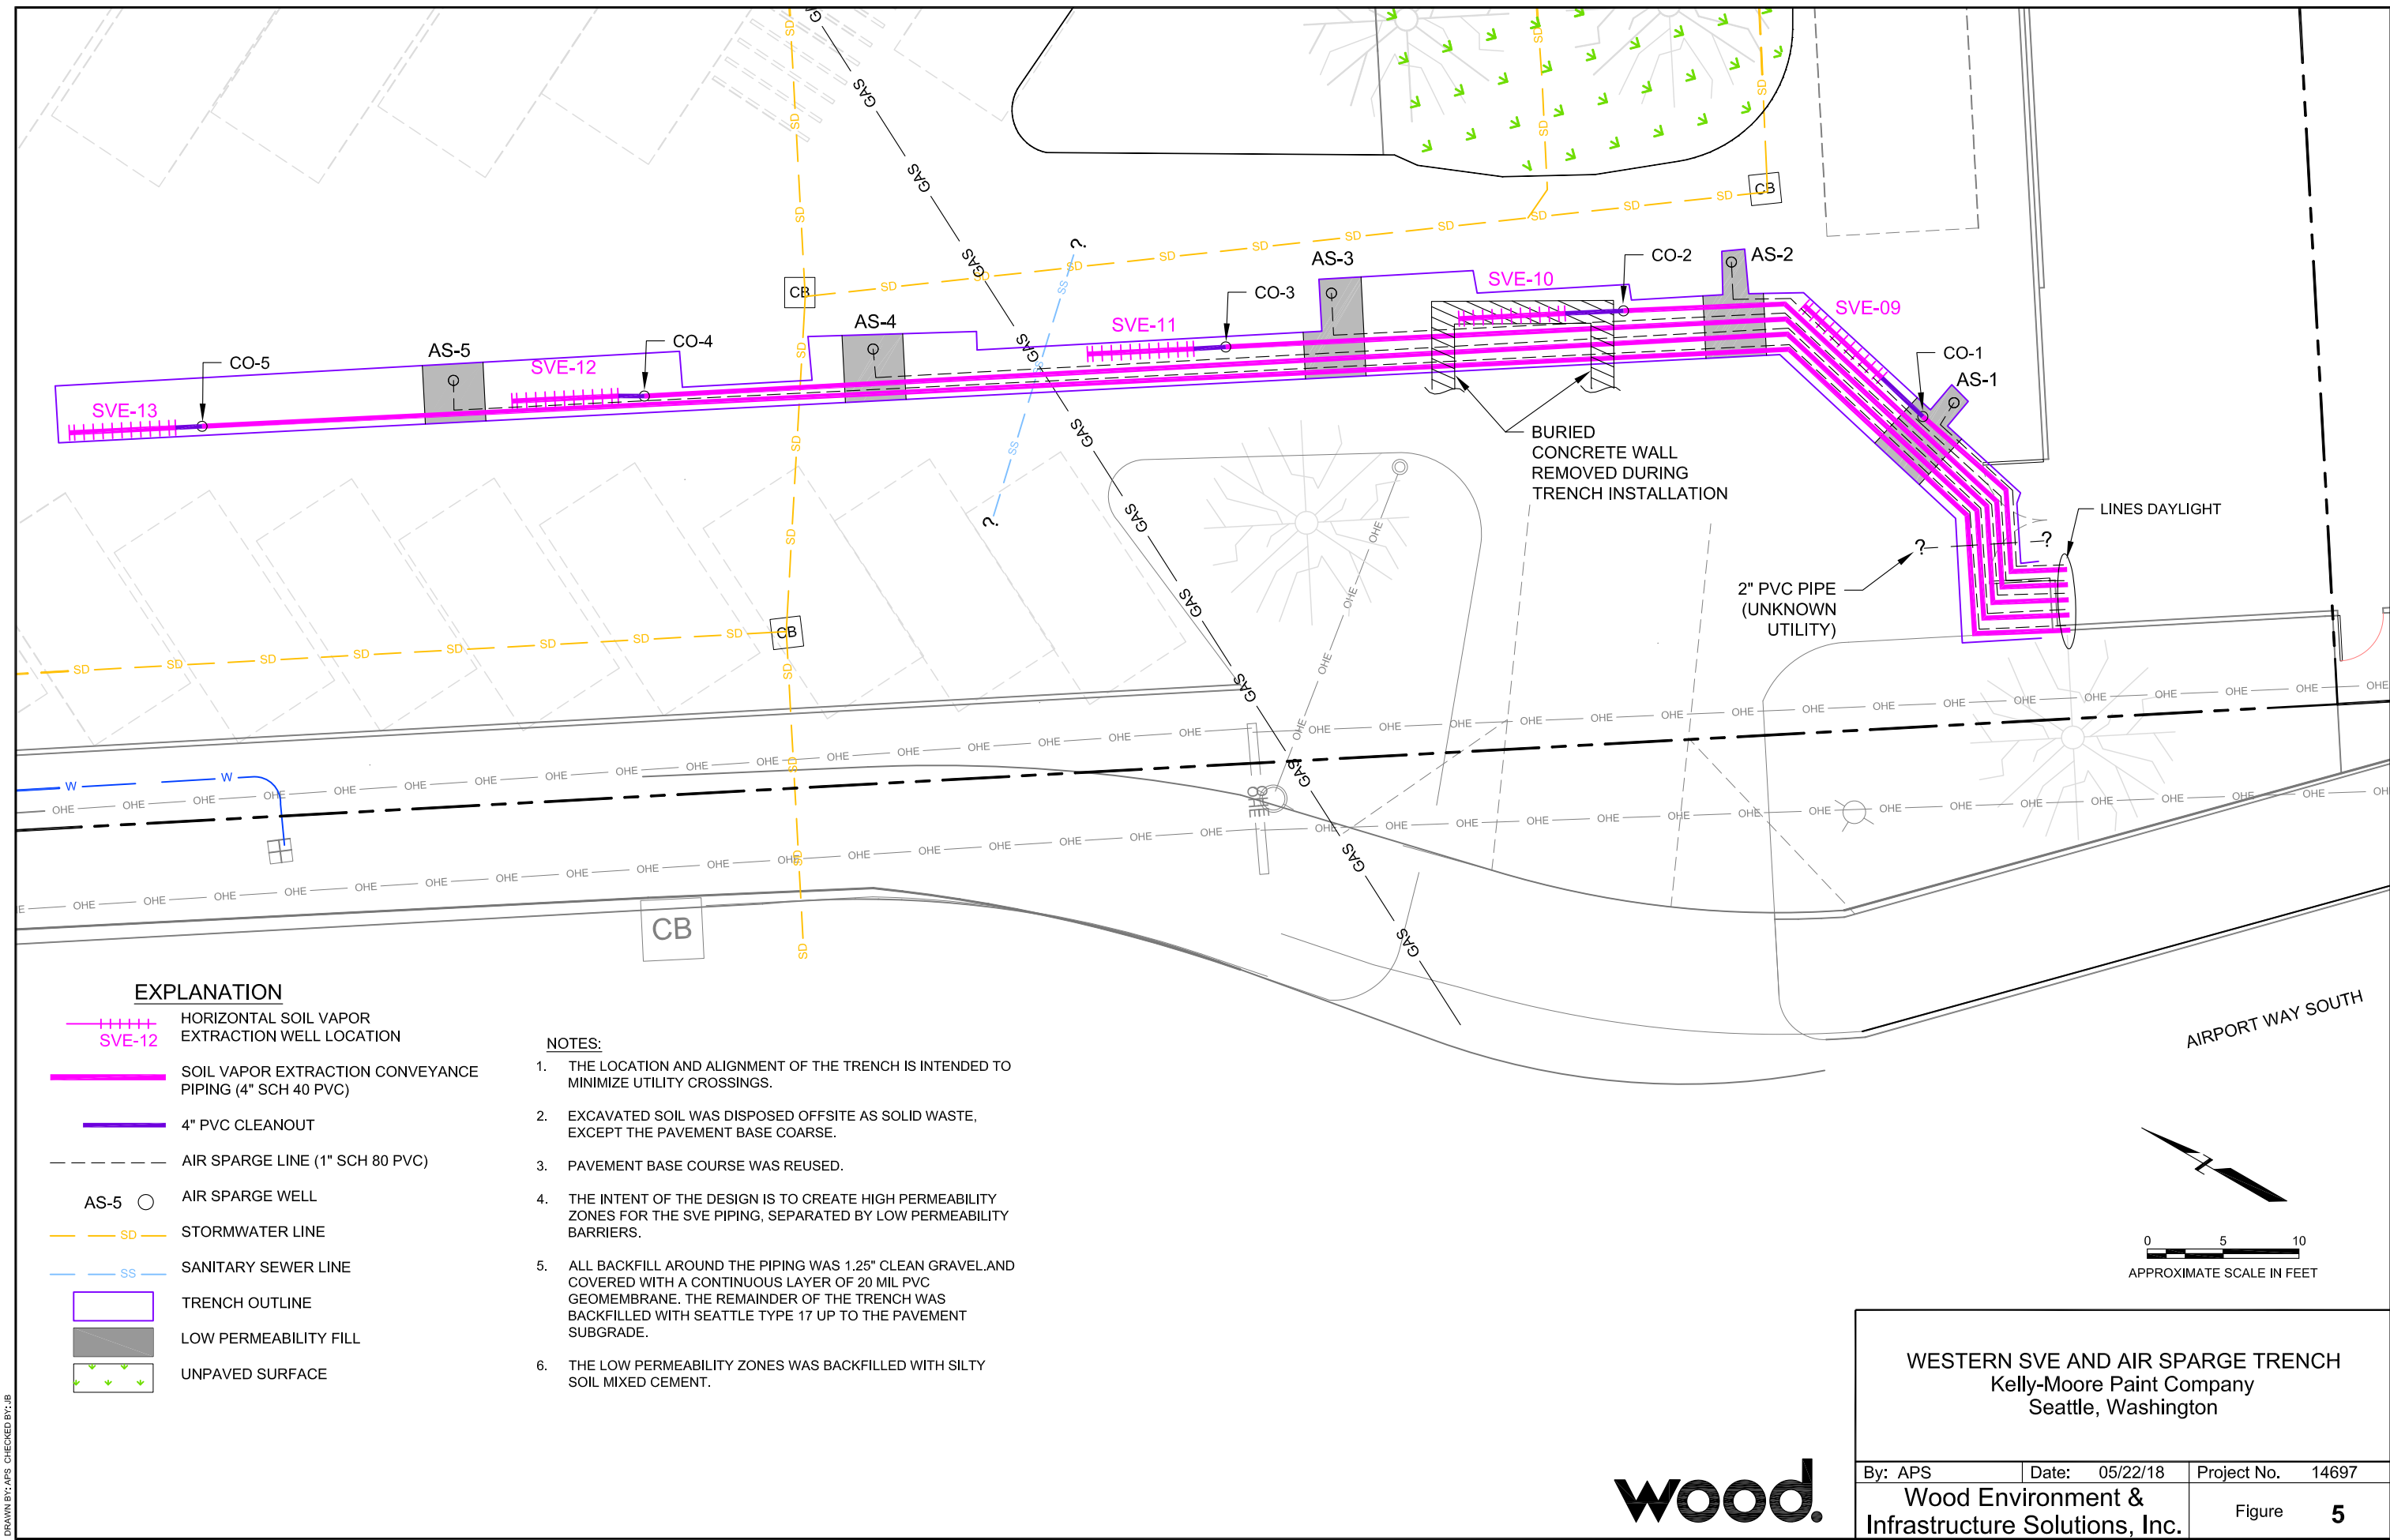 GAS
SD
CB
SS
?
?
AS-3
CO-2
AS-2
SVE-10
CO-3
SVE-09
SVE-11
AS-4
CO-4
CO-1
AS-5
CO-5
SVE-12
AS-1
SVE-13
BURIED
CONCRETE WALL
REMOVED DURING
TRENCH INSTALLATION
LINES DAYLIGHT
?
?
2" PVC PIPE
(UNKNOWN
UTILITY)
CB
OHE
W
W
CB
CB
AIRPORT WAY SOUTH
EXPLANATION
HORIZONTAL SOIL VAPOR
EXTRACTION WELL LOCATION
SVE-12
SOIL VAPOR EXTRACTION CONVEYANCE
PIPING (4" SCH 40 PVC)
4" PVC CLEANOUT
AIR SPARGE LINE (1" SCH 80 PVC)
AS-5
AIR SPARGE WELL
SD
STORMWATER LINE
SS
SANITARY SEWER LINE
TRENCH OUTLINE
LOW PERMEABILITY FILL
UNPAVED SURFACE
NOTES:
1. THE LOCATION AND ALIGNMENT OF THE TRENCH IS INTENDED TO
MINIMIZE UTILITY CROSSINGS.
2. EXCAVATED SOIL WAS DISPOSED OFFSITE AS SOLID WASTE,
EXCEPT THE PAVEMENT BASE COARSE.
3. PAVEMENT BASE COURSE WAS REUSED.
4. THE INTENT OF THE DESIGN IS TO CREATE HIGH PERMEABILITY
ZONES FOR THE SVE PIPING, SEPARATED BY LOW PERMEABILITY
BARRIERS.
5. ALL BACKFILL AROUND THE PIPING WAS 1.25" CLEAN GRAVEL.AND
COVERED WITH A CONTINUOUS LAYER OF 20 MIL PVC
GEOMEMBRANE. THE REMAINDER OF THE TRENCH WAS
BACKFILLED WITH SEATTLE TYPE 17 UP TO THE PAVEMENT
SUBGRADE.
6. THE LOW PERMEABILITY ZONES WAS BACKFILLED WITH SILTY
SOIL MIXED CEMENT.
0 5 10
APPROXIMATE SCALE IN FEET
WESTERN SVE AND AIR SPARGE TRENCH
Kelly-Moore Paint Company
Seattle, Washington
By: APS Date: 05/22/18 Project No. 14697
Wood Environment &
Infrastructure Solutions, Inc.
Figure 5
wood.
DRAWN BY: APS CHECKED BY: JB